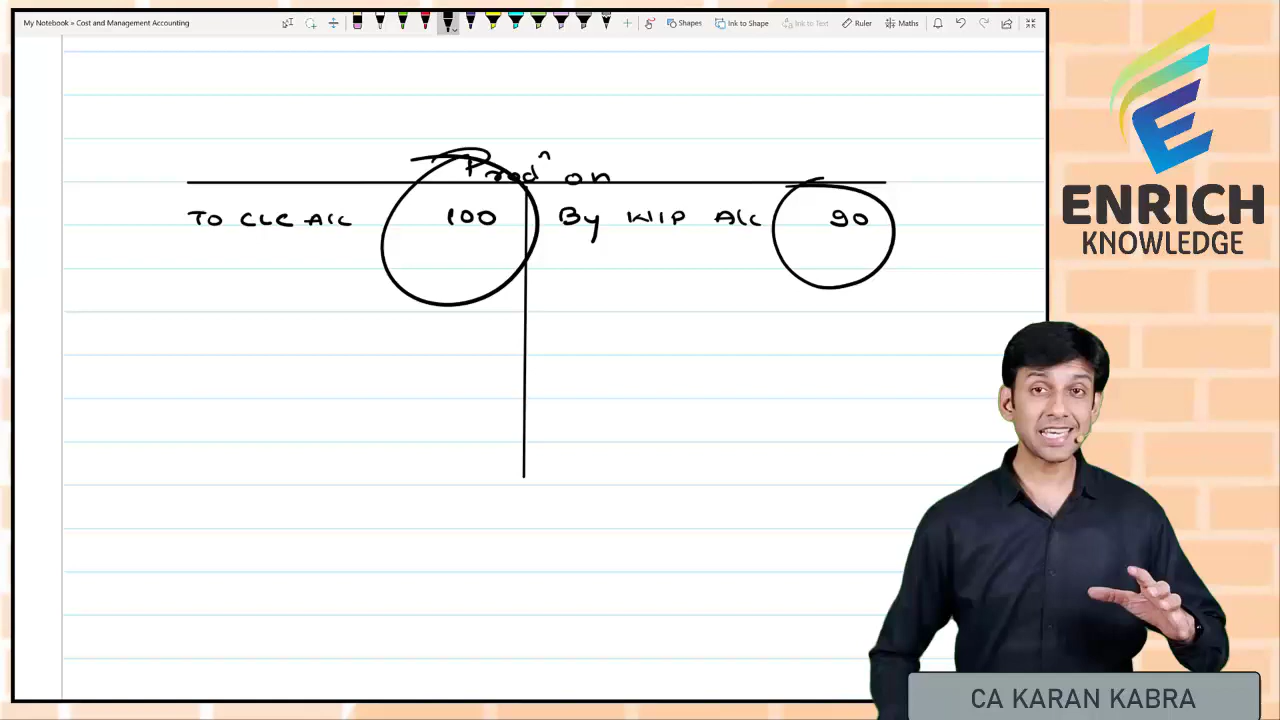 My Notebook » Cost and Management Accounting
Shapes Ink to Shape Ink to Text Ruler Maths
Prodⁿ OH
TO CLC A/c 100 By WIP A/c 90
ENRICH
KNOWLEDGE
CA KARAN KABRA